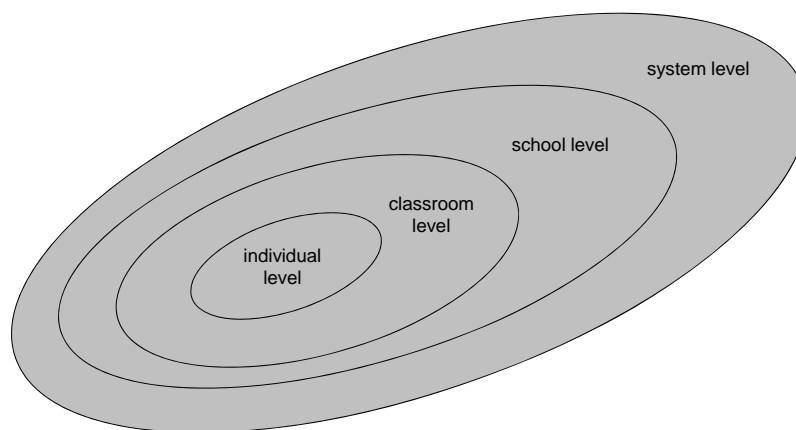 system level
school level
classroom
level
individual
level